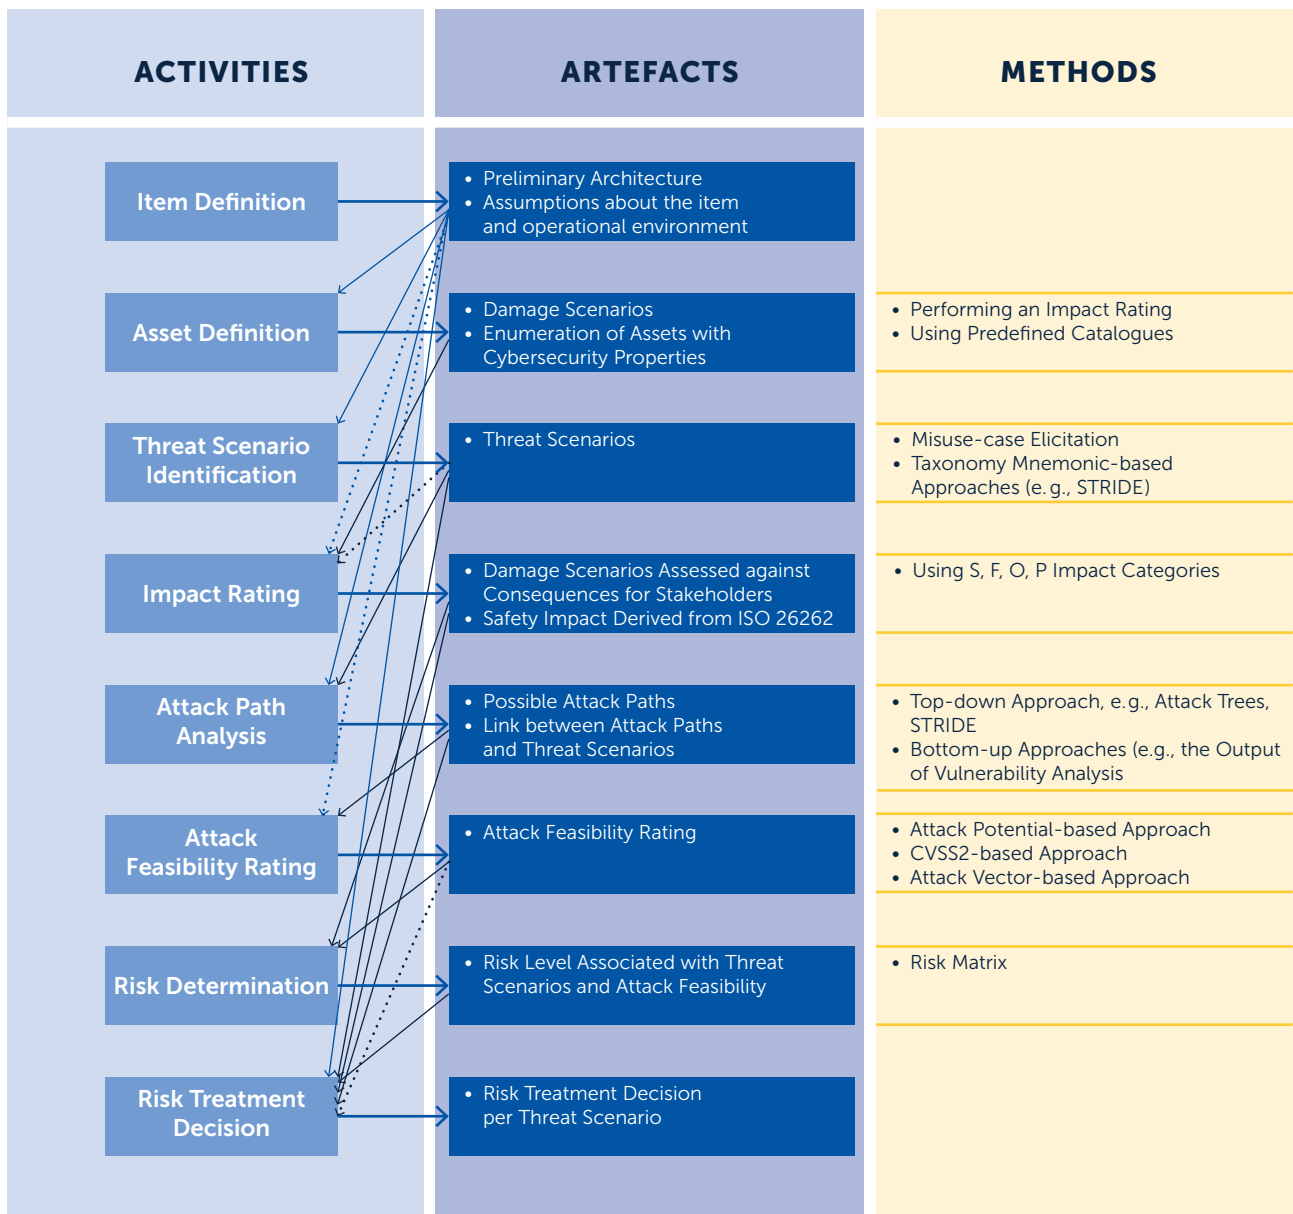 ACTIVITIES
ARTEFACTS
METHODS
Item Definition
• Preliminary Architecture
• Assumptions about the item
and operational environment
Asset Definition
• Damage Scenarios
• Enumeration of Assets with
Cybersecurity Properties
• Performing an Impact Rating
• Using Predefined Catalogues
Threat Scenario
Identification
• Threat Scenarios
• Misuse-case Elicitation
• Taxonomy Mnemonic-based
Approaches (e.g., STRIDE)
Impact Rating
• Damage Scenarios Assessed against
Consequences for Stakeholders
• Safety Impact Derived from ISO 26262
• Using S, F, O, P Impact Categories
Attack Path
Analysis
• Possible Attack Paths
• Link between Attack Paths
and Threat Scenarios
• Top-down Approach, e.g., Attack Trees,
STRIDE
• Bottom-up Approaches (e.g., the Output
of Vulnerability Analysis
Attack
Feasibility Rating
• Attack Feasibility Rating
• Attack Potential-based Approach
• CVSS2-based Approach
• Attack Vector-based Approach
Risk Determination
• Risk Level Associated with Threat
Scenarios and Attack Feasibility
• Risk Matrix
Risk Treatment
Decision
• Risk Treatment Decision
per Threat Scenario